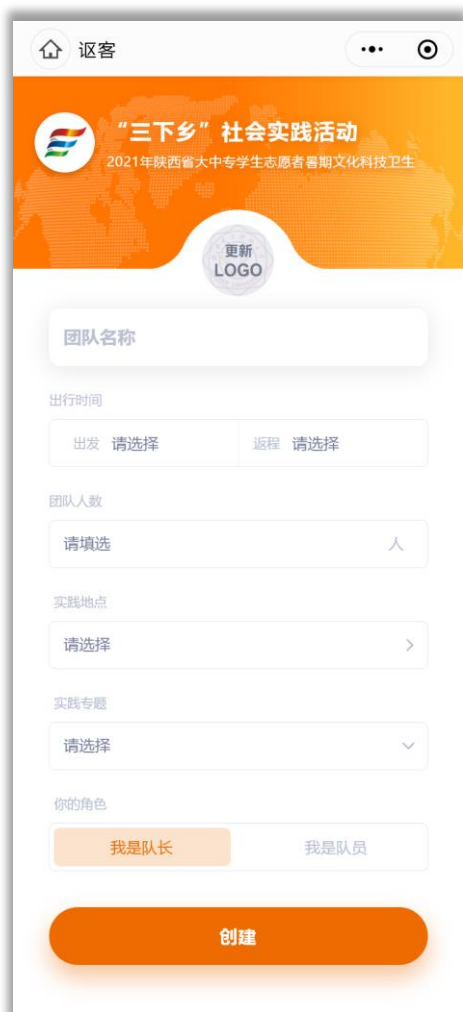 讴客
“三下乡”社会实践活动
2021年陕西省大中专学生志愿者暑期文化科技卫生
更新
LOGO
团队名称
出行时间
出发 请选择 返程 请选择
团队人数
请填选 人
实践地点
请选择
实践专题
请选择
你的角色
我是队长 我是队员
创建